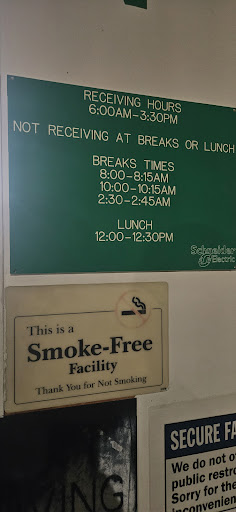 RECEIVING HOURS
6:00AM-3:30PM
NOT RECEIVING AT BREAKS OR LUNCH
BREAKS TIMES
8:00-8:15AM
10:00-10:15AM
2:30-2:45AM
LUNCH
12:00-12:30PM
Schneider
Electric
This is a
Smoke-Free
Facility
Thank You for Not Smoking
MING
SECURE FA
We do not o
public restro
Sorry for the
inconvenien